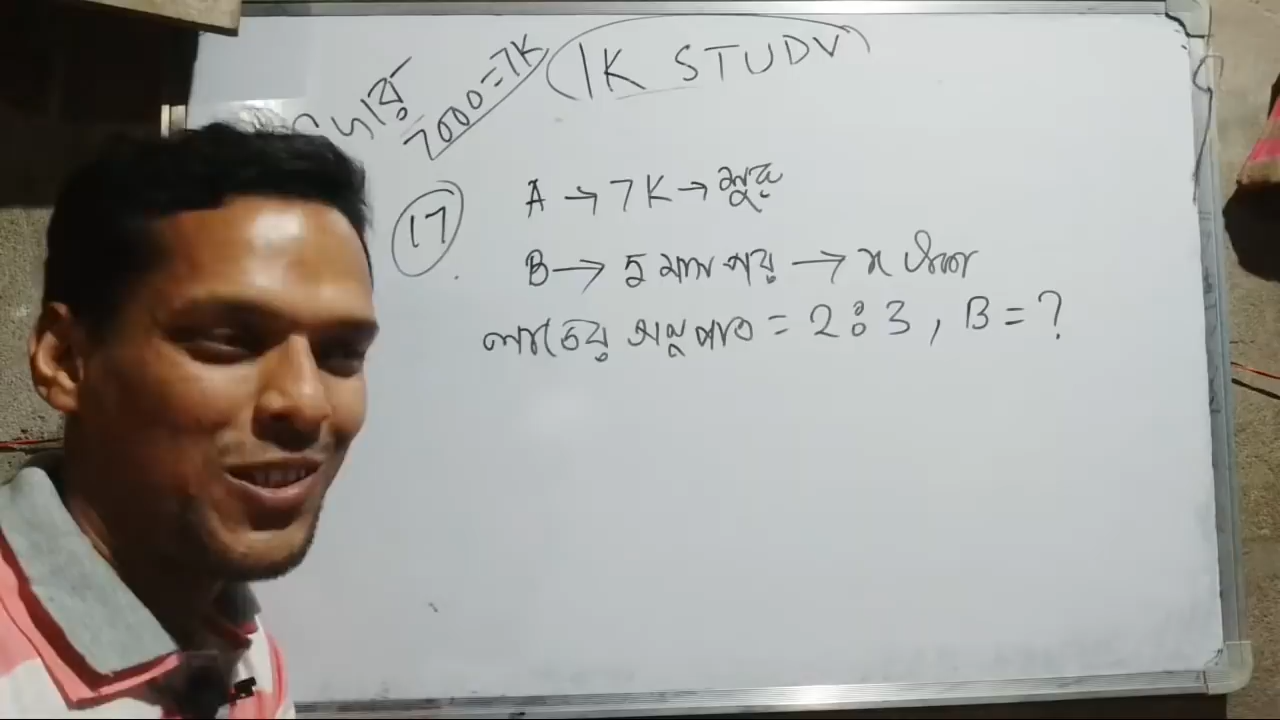 1K STUDY
7000=7K
17 A → 7K → শুরু
B → 5 মাস পর → x টাকা
লাভের অনুপাত = 2:3, B = ?